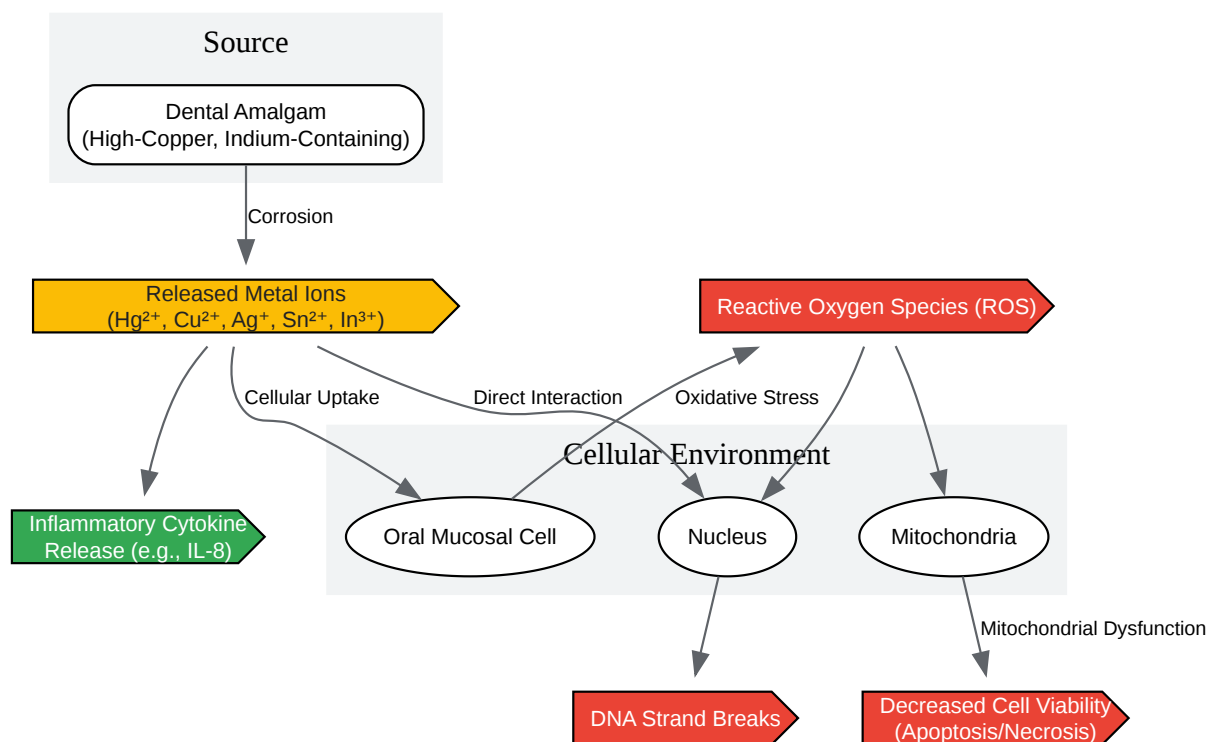 Source
Dental Amalgam
(High-Copper, Indium-Containing)
Corrosion
Released Metal Ions
(Hg²⁺, Cu²⁺, Ag⁺, Sn²⁺, In³⁺)
Reactive Oxygen Species (ROS)
Cellular Uptake
Direct Interaction
Oxidative Stress
Cellular Environment
Inflammatory Cytokine
Release (e.g., IL-8)
Oral Mucosal Cell
Nucleus
Mitochondria
Mitochondrial Dysfunction
DNA Strand Breaks
Decreased Cell Viability
(Apoptosis/Necrosis)